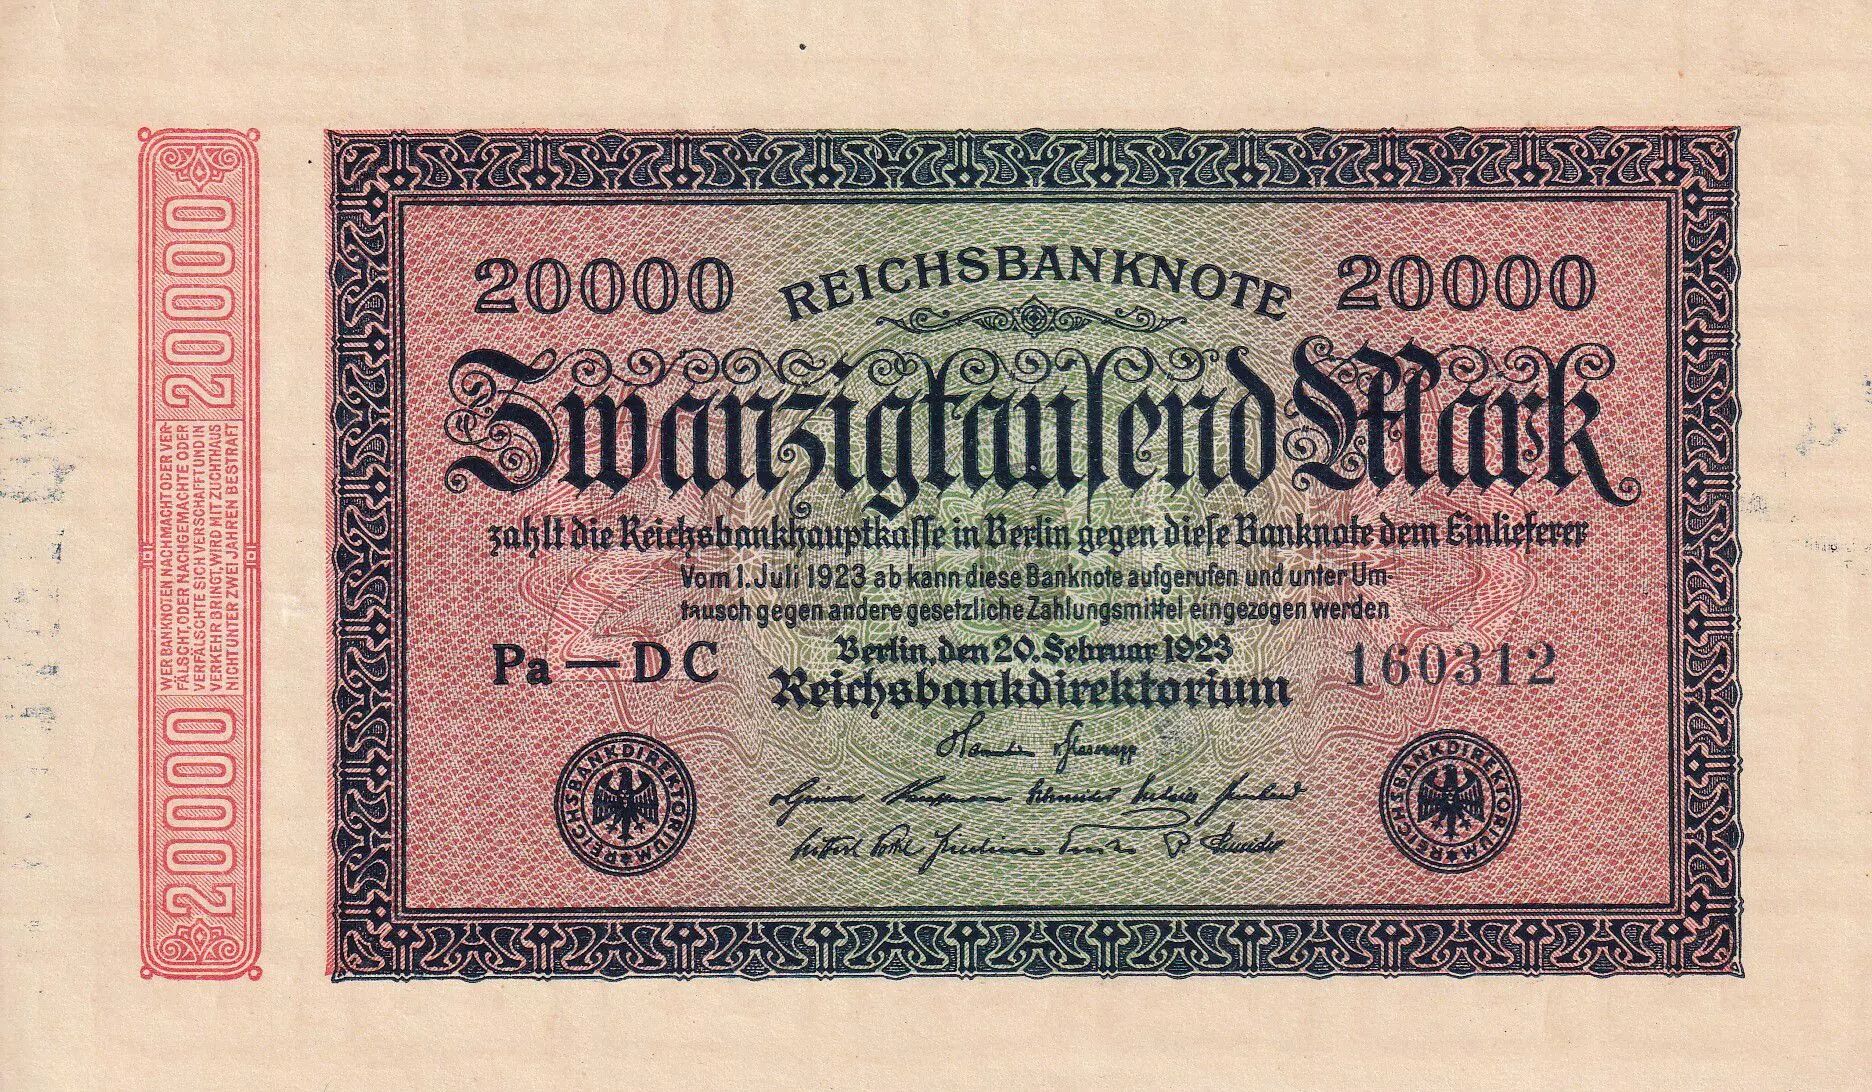 20000
WER BANKNOTEN NACHMACHT ODER VER-
FÄLSCHT, ODER NACHGEMACHTE ODER
VERFÄLSCHTE SICH VERSCHAFFT UND IN
VERKEHR BRINGT, WIRD MIT ZUCHTHAUS
NICHT UNTER ZWEI JAHREN BESTRAFT
20000
20000 REICHSBANKNOTE 20000
Zwanzigtauſend Mark
zahlt die Reichsbankhauptkaſſe in Berlin gegen dieſe Banknote dem Einlieferer
Vom 1. Juli 1923 ab kann diese Banknote aufgerufen und unter Um-
tausch gegen andere gesetzliche Zahlungsmittel eingezogen werden
Berlin, den 20. Februar 1923
Pa — DC 160312
Reichsbankdirektorium
REICHSBANKDIREKTORIUM
REICHSBANKDIREKTORIUM